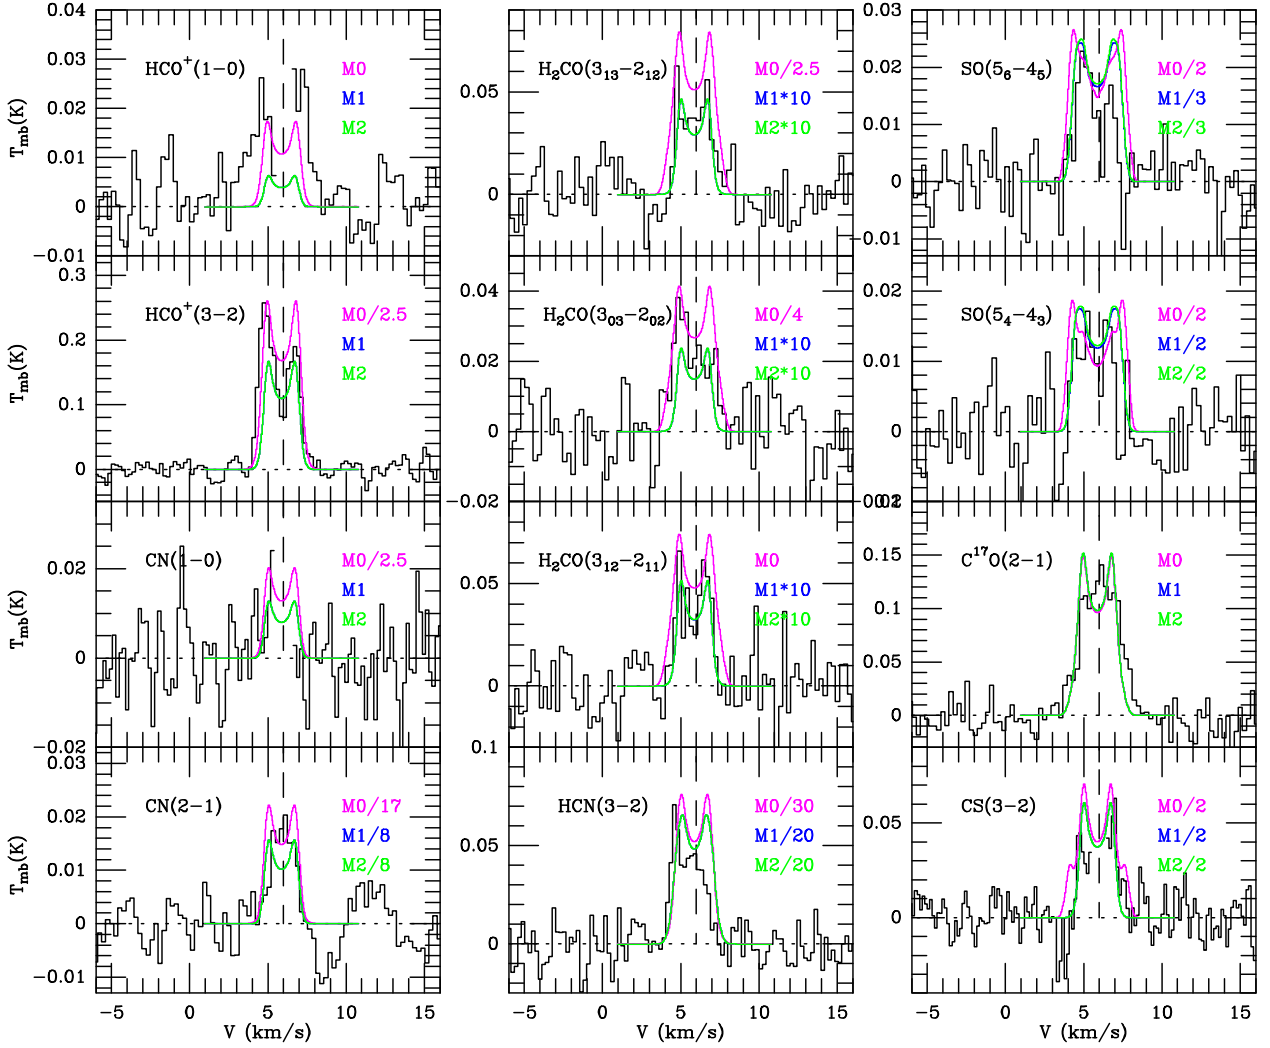 HCO+(1−0) M0 M1 M2
0.04 0.03 0.02 0.01 0 −0.01
Tmb(K)
H2CO(313−212) M0/2.5 M1*10 M2*10
0.05 0
SO(56−45) M0/2 M1/3 M2/3
0.03 0.02 0.01 0 −0.01
HCO+(3−2) M0/2.5 M1 M2
0.3 0.2 0.1 0
Tmb(K)
H2CO(303−202) M0/4 M1*10 M2*10
0.04 0.02 0 −0.02
SO(54−43) M0/2 M1/2 M2/2
0.02 0.01 0
CN(1−0) M0/2.5 M1 M2
0.02 0 −0.02
Tmb(K)
H2CO(312−211) M0 M1*10 M2*10
0.05 0
C17O(2−1) M0 M1 M2
0.15 0.1 0.05 0
CN(2−1) M0/17 M1/8 M2/8
0.03 0.02 0.01 0 −0.01
Tmb(K)
HCN(3−2) M0/30 M1/20 M2/20
0.1 0.05 0
CS(3−2) M0/2 M1/2 M2/2
0.05 0
−5 0 5 10 15
V (km/s)
−5 0 5 10 15
V (km/s)
−5 0 5 10 15
V (km/s)